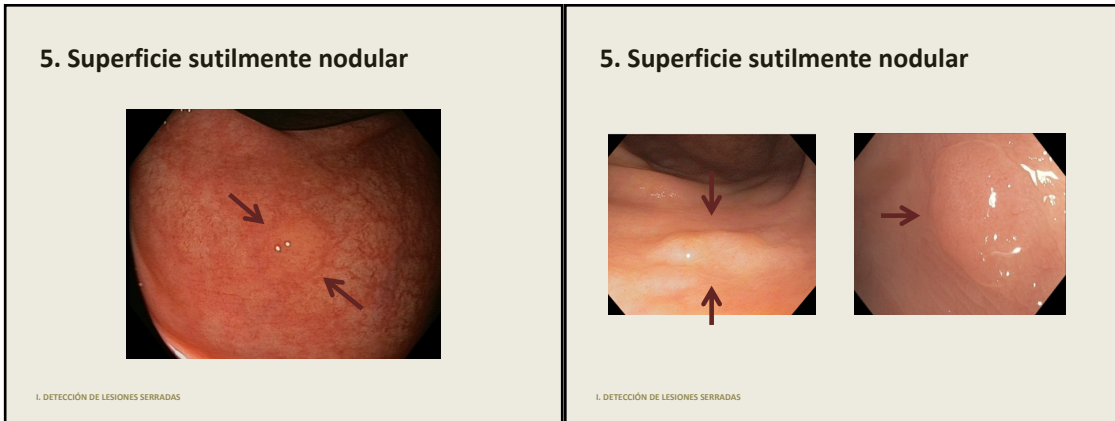 5. Superficie sutilmente nodular
I. DETECCIÓN DE LESIONES SERRADAS
5. Superficie sutilmente nodular
I. DETECCIÓN DE LESIONES SERRADAS